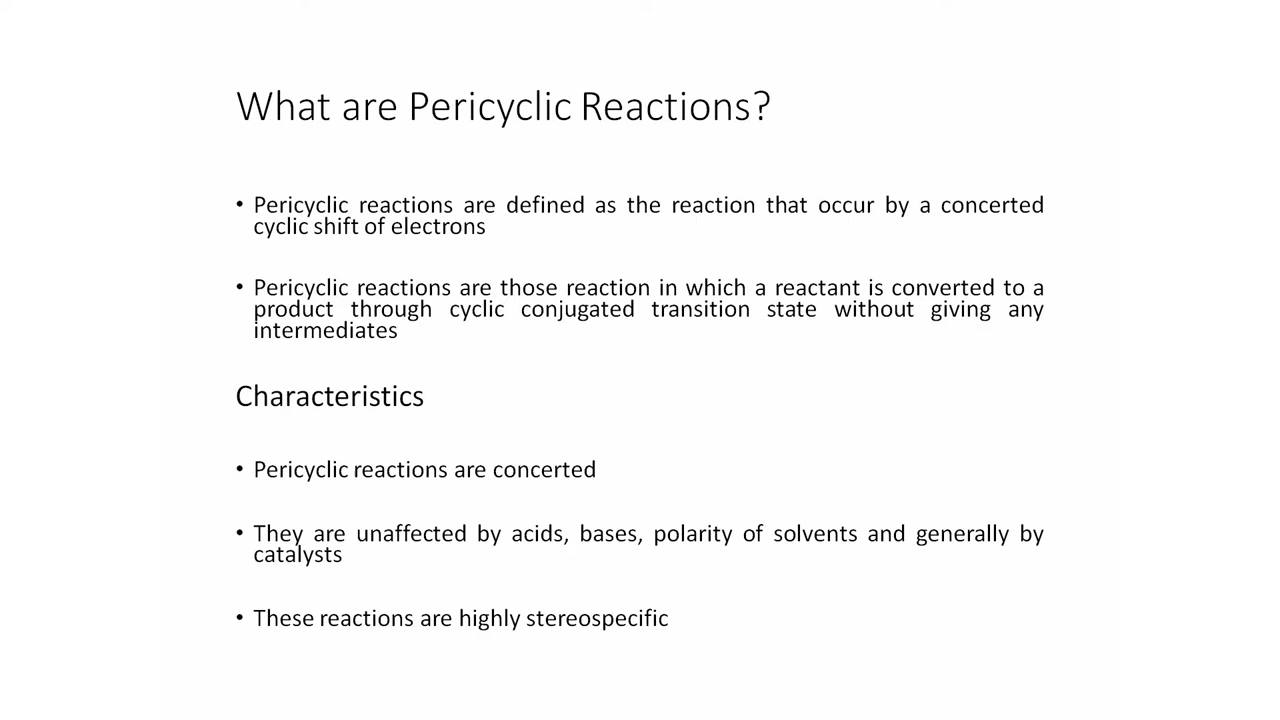 What are Pericyclic Reactions?
• Pericyclic reactions are defined as the reaction that occur by a concerted
cyclic shift of electrons
• Pericyclic reactions are those reaction in which a reactant is converted to a
product through cyclic conjugated transition state without giving any
intermediates
Characteristics
• Pericyclic reactions are concerted
• They are unaffected by acids, bases, polarity of solvents and generally by
catalysts
• These reactions are highly stereospecific